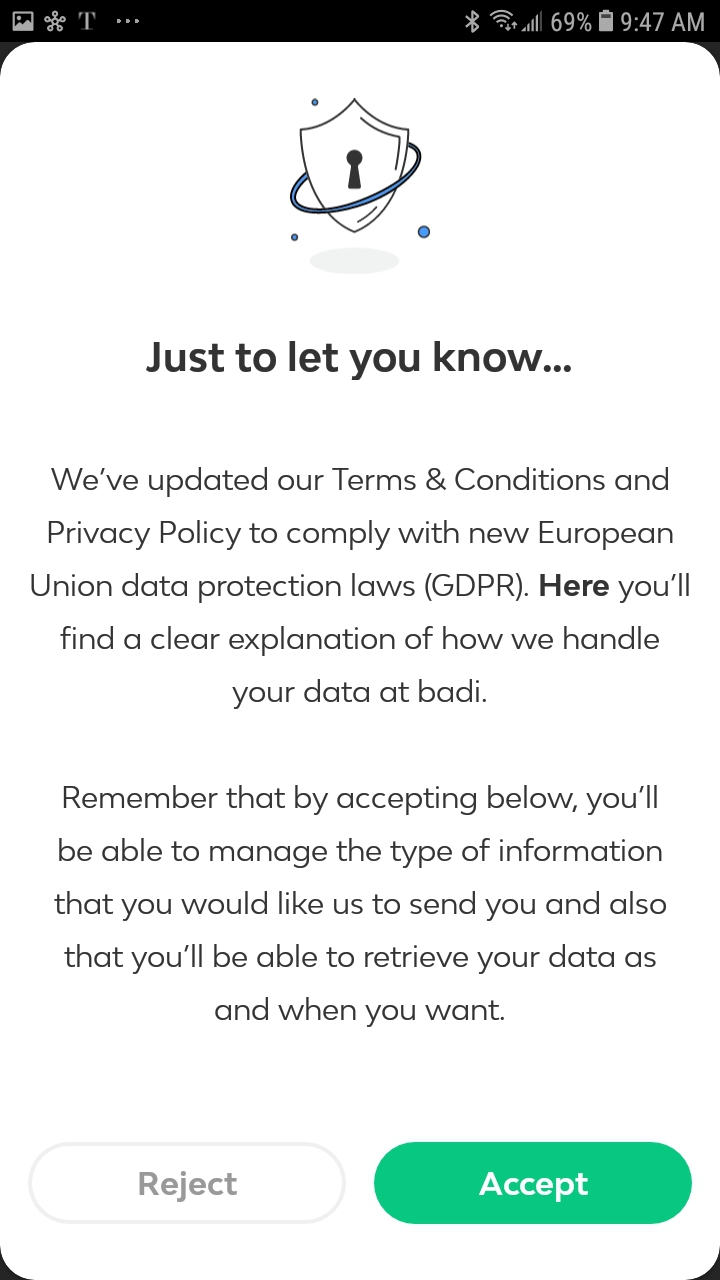 T ... 69% 9:47 AM
Just to let you know...
We’ve updated our Terms & Conditions and
Privacy Policy to comply with new European
Union data protection laws (GDPR). Here you’ll
find a clear explanation of how we handle
your data at badi.
Remember that by accepting below, you’ll
be able to manage the type of information
that you would like us to send you and also
that you’ll be able to retrieve your data as
and when you want.
Reject Accept